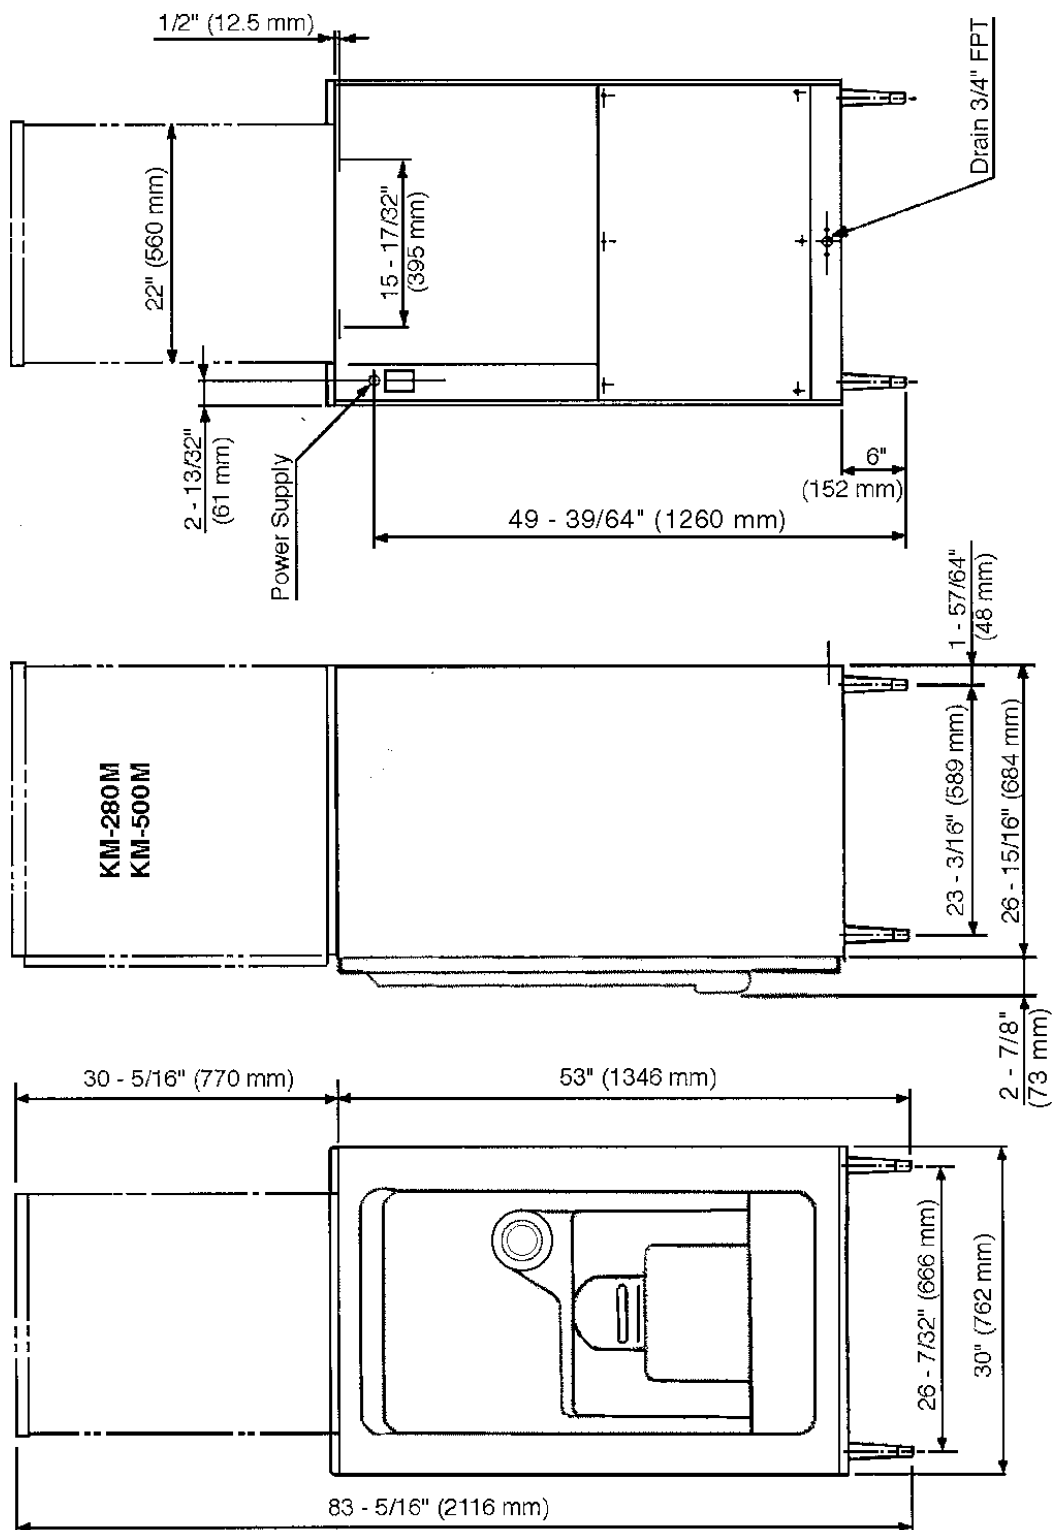 1/2" (12.5 mm)
22" (560 mm)
15 - 17/32"
(395 mm)
Drain 3/4" FPT
2 - 13/32"
(61 mm)
Power Supply
6"
(152 mm)
49 - 39/64" (1260 mm)
KM-280M
KM-500M
1 - 57/64"
(48 mm)
23 - 3/16" (589 mm)
26 - 15/16" (684 mm)
2 - 7/8"
(73 mm)
30 - 5/16" (770 mm)
53" (1346 mm)
26 - 7/32" (666 mm)
30" (762 mm)
83 - 5/16" (2116 mm)